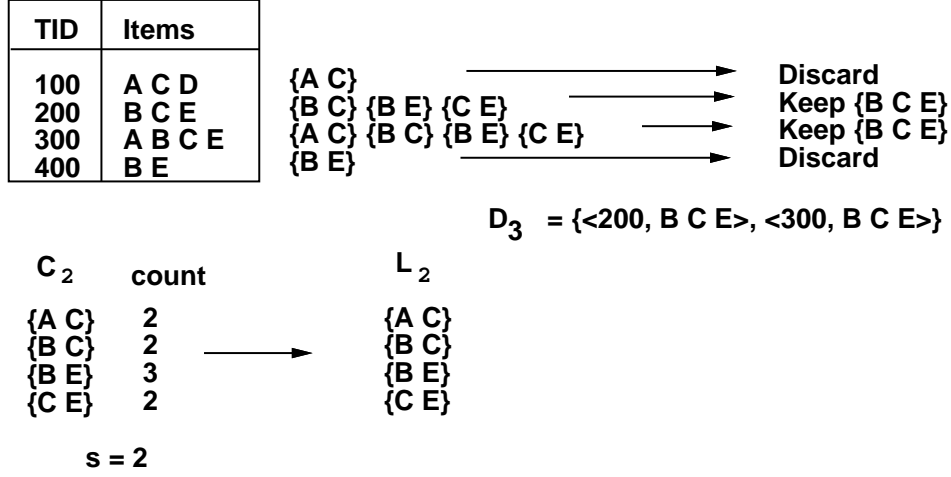 TID Items
100 A C D {A C} Discard
200 B C E {B C} {B E} {C E} Keep {B C E}
300 A B C E {A C} {B C} {B E} {C E} Keep {B C E}
400 B E {B E} Discard
D3 = {<200, B C E>, <300, B C E>}
C2 count L2
{A C} 2 {A C}
{B C} 2 {B C}
{B E} 3 {B E}
{C E} 2 {C E}
s = 2